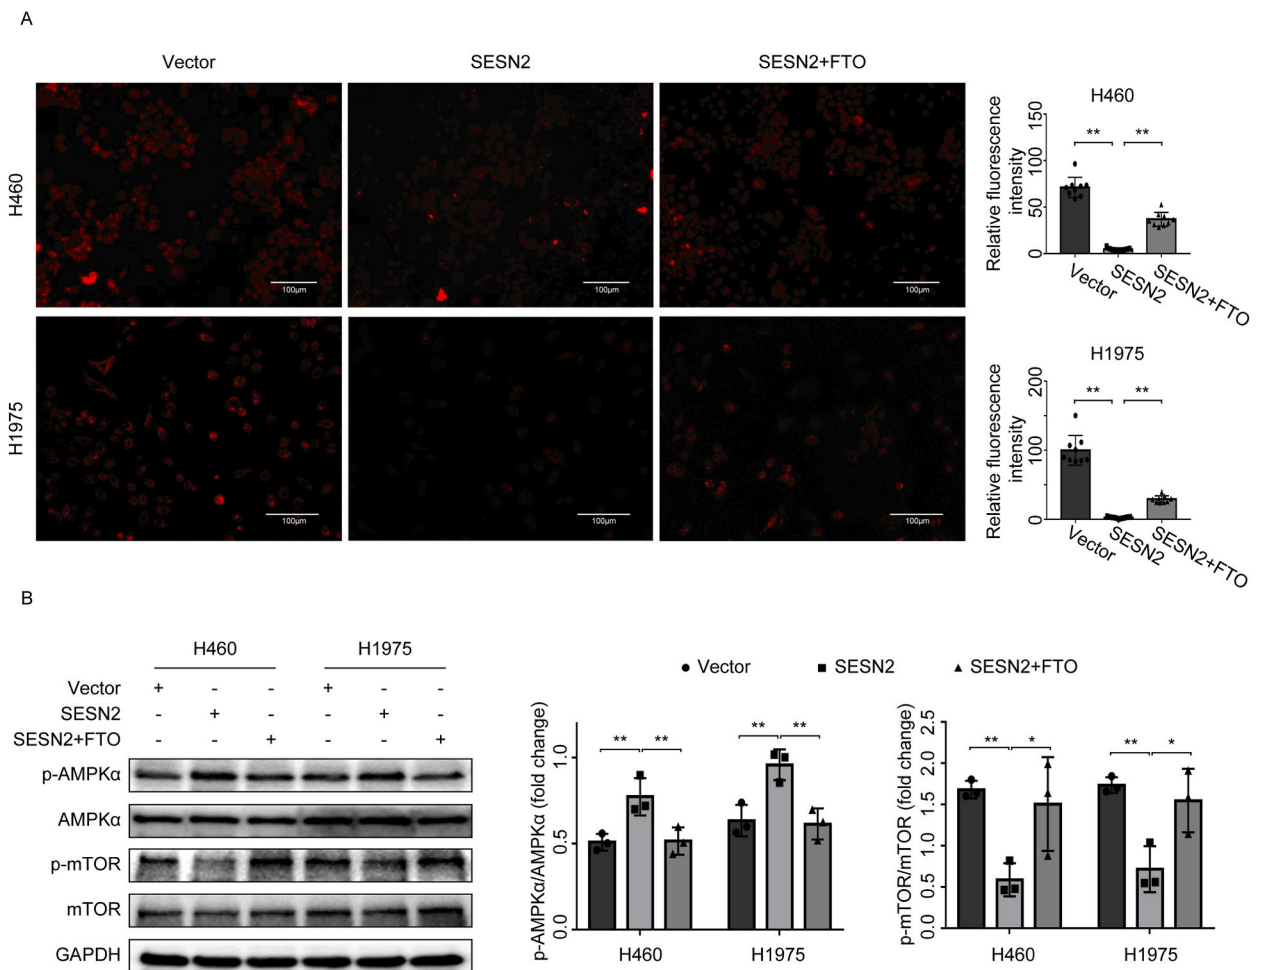 A
Vector SESN2 SESN2+FTO
H460
100μm 100μm 100μm
H1975
100μm 100μm 100μm
H460
Relative fluorescence
intensity
150
100
50
0
** **
Vector SESN2 SESN2+FTO
H1975
Relative fluorescence
intensity
200
100
0
** **
Vector SESN2 SESN2+FTO
B
H460 H1975
Vector + - - + - -
SESN2 - + - - + -
SESN2+FTO - - + - - +
p-AMPKα
AMPKα
p-mTOR
mTOR
GAPDH
Vector SESN2 SESN2+FTO
p-AMPKα/AMPKα (fold change)
1.0
0.5
0.0
** ** ** **
H460 H1975
p-mTOR/mTOR (fold change)
2.5
2.0
1.5
1.0
0.5
0.0
** * ** *
H460 H1975